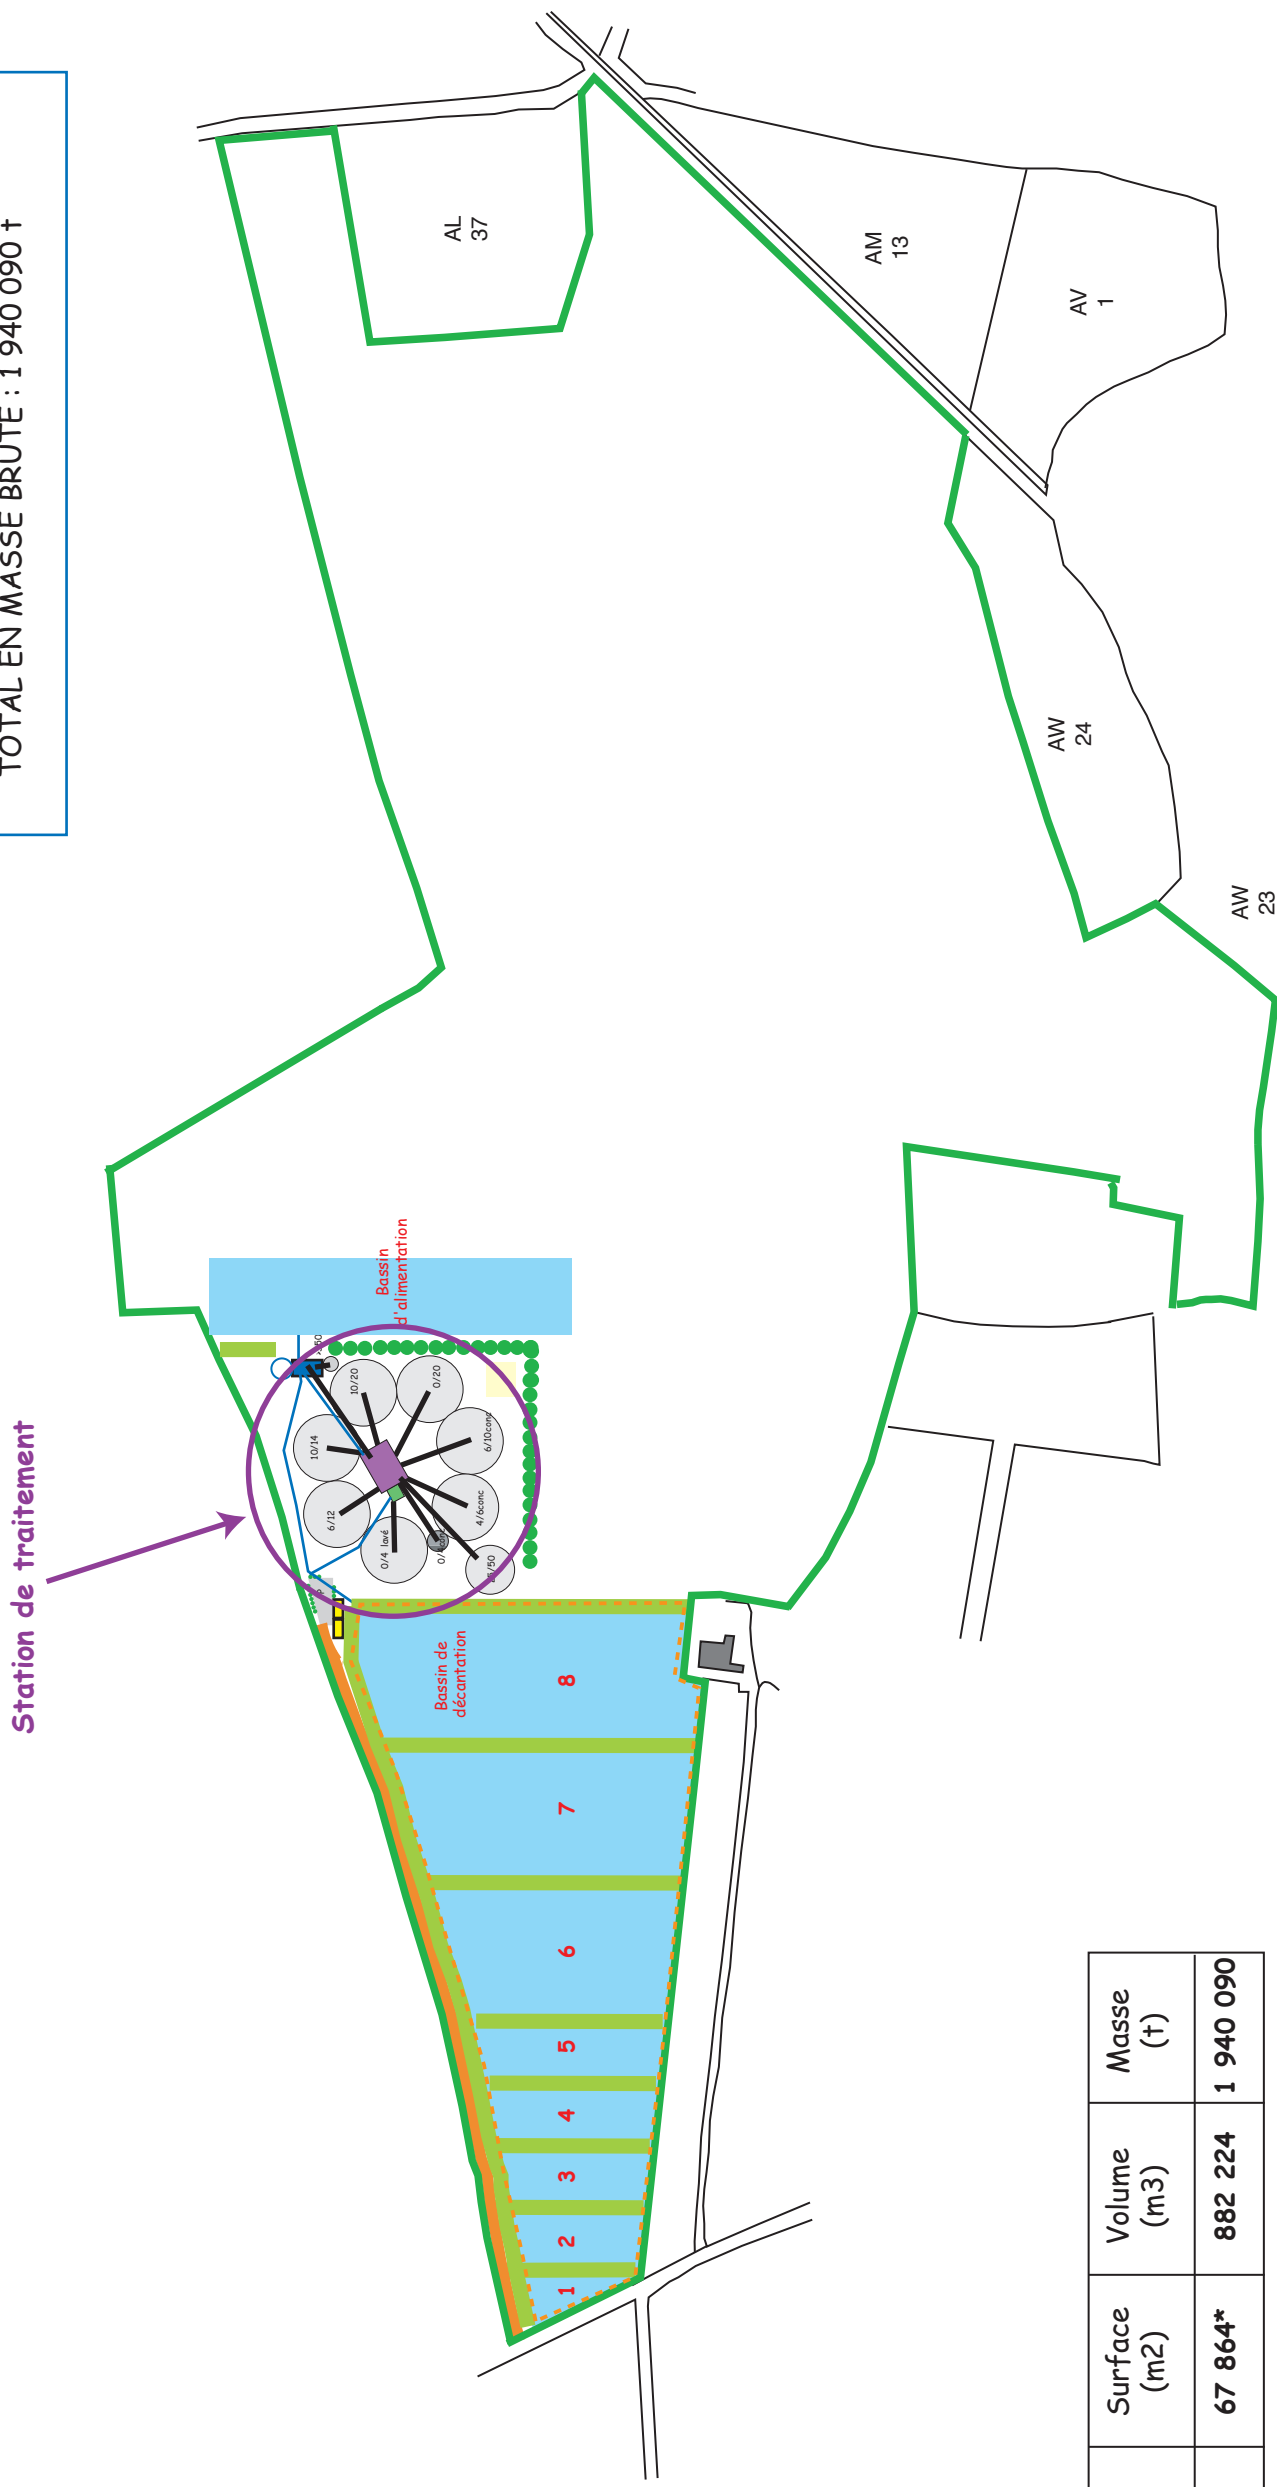 TOTAL EN MASSE BRUTE : 1 940 090 t
Station de traitement
AL
37
AM
13
AV
1
AW
24
AW
23
Bassin
d'alimentation
10/20
0/20
10/14
6/10conc
6/12
4/6conc
0/4 lavé
Bassin de
décantation
8
7
6
5
4
3
2
1
Surface
(m2)
Volume
(m3)
Masse
(t)
67 864*
882 224
1 940 090